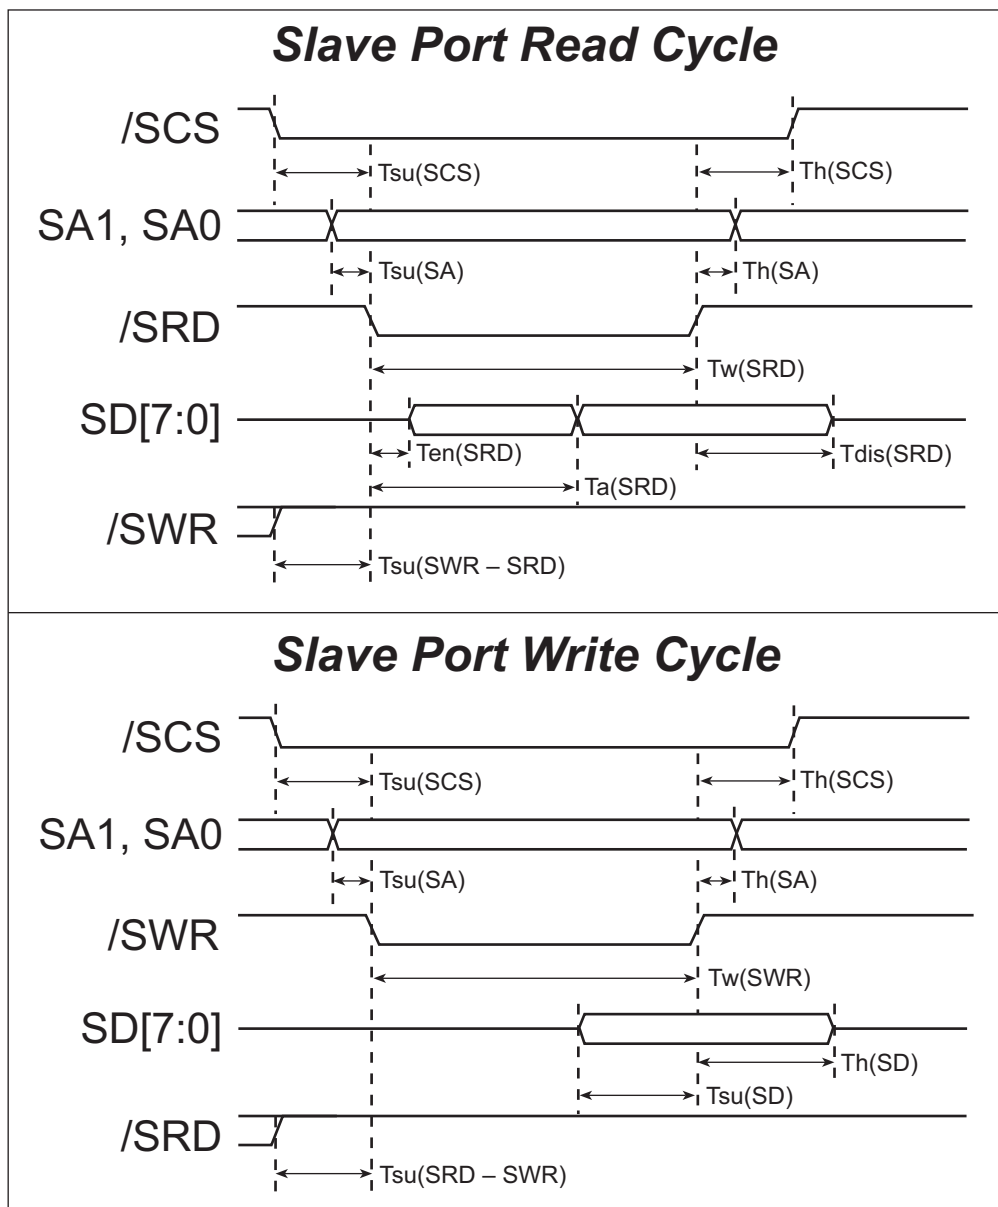 Slave Port Read Cycle
/SCS
Tsu(SCS)
Th(SCS)
SA1, SA0
Tsu(SA)
Th(SA)
/SRD
Tw(SRD)
SD[7:0]
Ten(SRD)
Tdis(SRD)
Ta(SRD)
/SWR
Tsu(SWR – SRD)
Slave Port Write Cycle
/SCS
Tsu(SCS)
Th(SCS)
SA1, SA0
Tsu(SA)
Th(SA)
/SWR
Tw(SWR)
SD[7:0]
Th(SD)
Tsu(SD)
/SRD
Tsu(SRD – SWR)